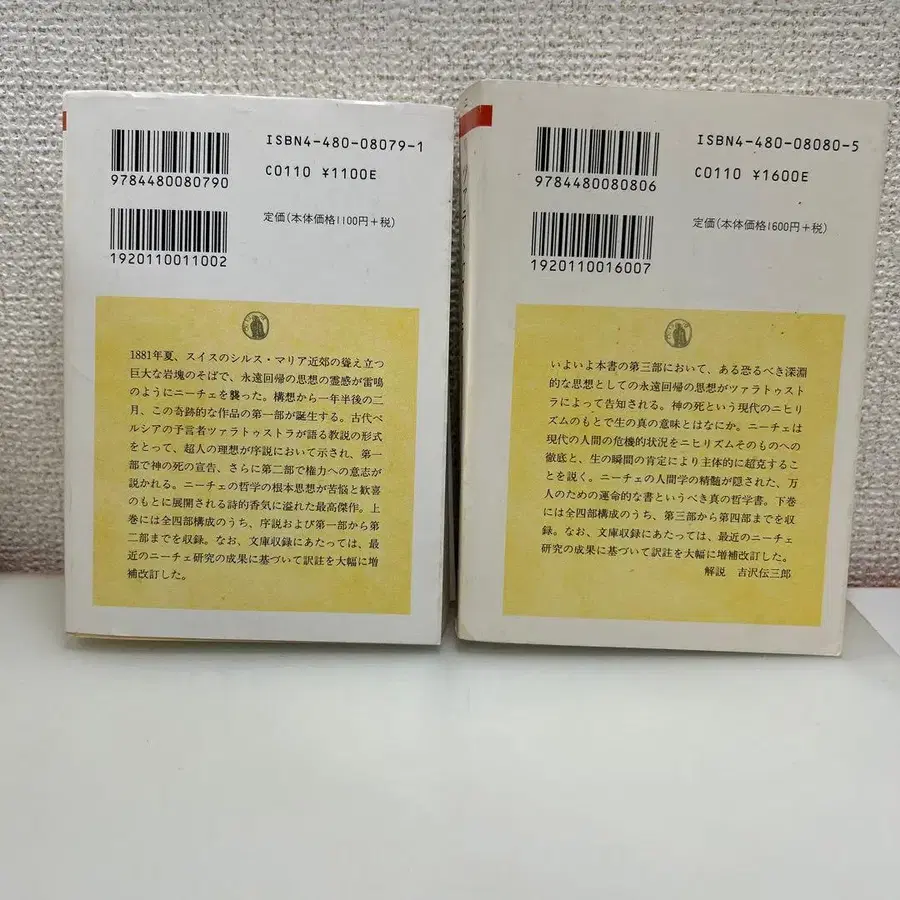 ISBN4-480-08079-1
9784480080790
C0110 ¥1100E
定価(本体価格1100円+税)
1920110011002
1881年夏、スイスのシルス・マリア近郊の聳え立つ
巨大な岩塊のそばで、永遠回帰の思想の霊感が雷鳴
のようにニーチェを襲った。構想から一年半後の二
月、この奇跡的な作品の第一部が誕生する。古代ペ
ルシアの予言者ツァラトゥストラが語る教説の形式
をとって、超人の理想が序説において示され、第一
部で神の死の宣告、さらに第二部で権力への意志が
説かれる。ニーチェの哲学の根本思想が苦悩と歓喜
のもとに展開される詩的香気に溢れた最高傑作。上
巻には全四部構成のうち、序説および第一部から第
二部までを収録。なお、文庫収録にあたっては、最
近のニーチェ研究の成果に基づいて訳註を大幅に増
補改訂した。
ISBN4-480-08080-5
9784480080806
C0110 ¥1600E
定価(本体価格1600円+税)
1920110016007
いよいよ本書の第三部において、ある恐るべき深淵
的な思想としての永遠回帰の思想がツァラトゥスト
ラによって告知される。神の死という現代のニヒリ
ズムのもとで生の真の意味とはなにか。ニーチェは
現代の人間の危機的状況をニヒリズムそのものへの
徹底と、生の瞬間の肯定により主体的に超克するこ
とを説く。ニーチェの人間学の精髄が隠された、万
人のための運命的な書というべき真の哲学書。下巻
には全四部構成のうち、第三部から第四部までを収
録。なお、文庫収録にあたっては、最近のニーチェ
研究の成果に基づいて訳註を大幅に増補改訂した。
解説 吉沢伝三郎